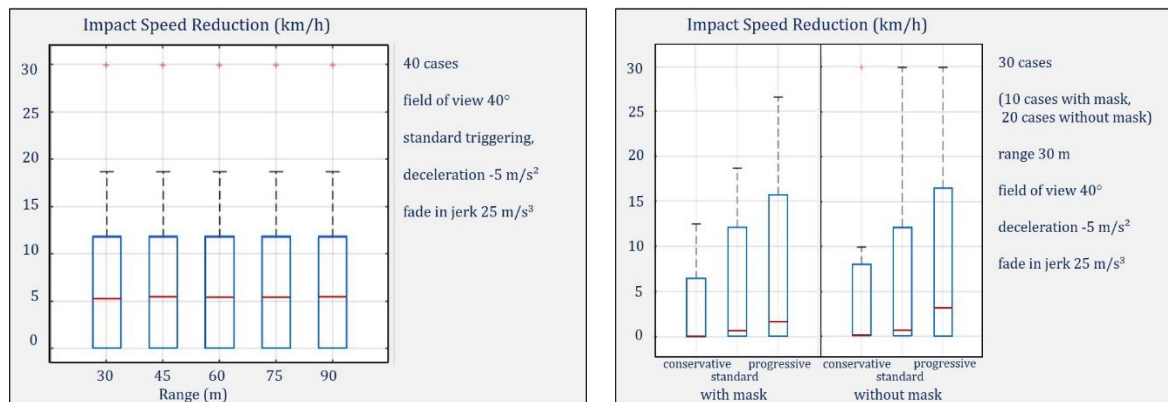 Impact Speed Reduction (km/h)
30
25
20
15
10
5
0
30 45 60 75 90
Range (m)
40 cases
field of view 40°
standard triggering,
deceleration -5 m/s²
fade in jerk 25 m/s³
Impact Speed Reduction (km/h)
30
25
20
15
10
5
0
conservative progressive conservative progressive
standard standard
with mask without mask
30 cases
(10 cases with mask,
20 cases without mask)
range 30 m
field of view 40°
deceleration -5 m/s²
fade in jerk 25 m/s³